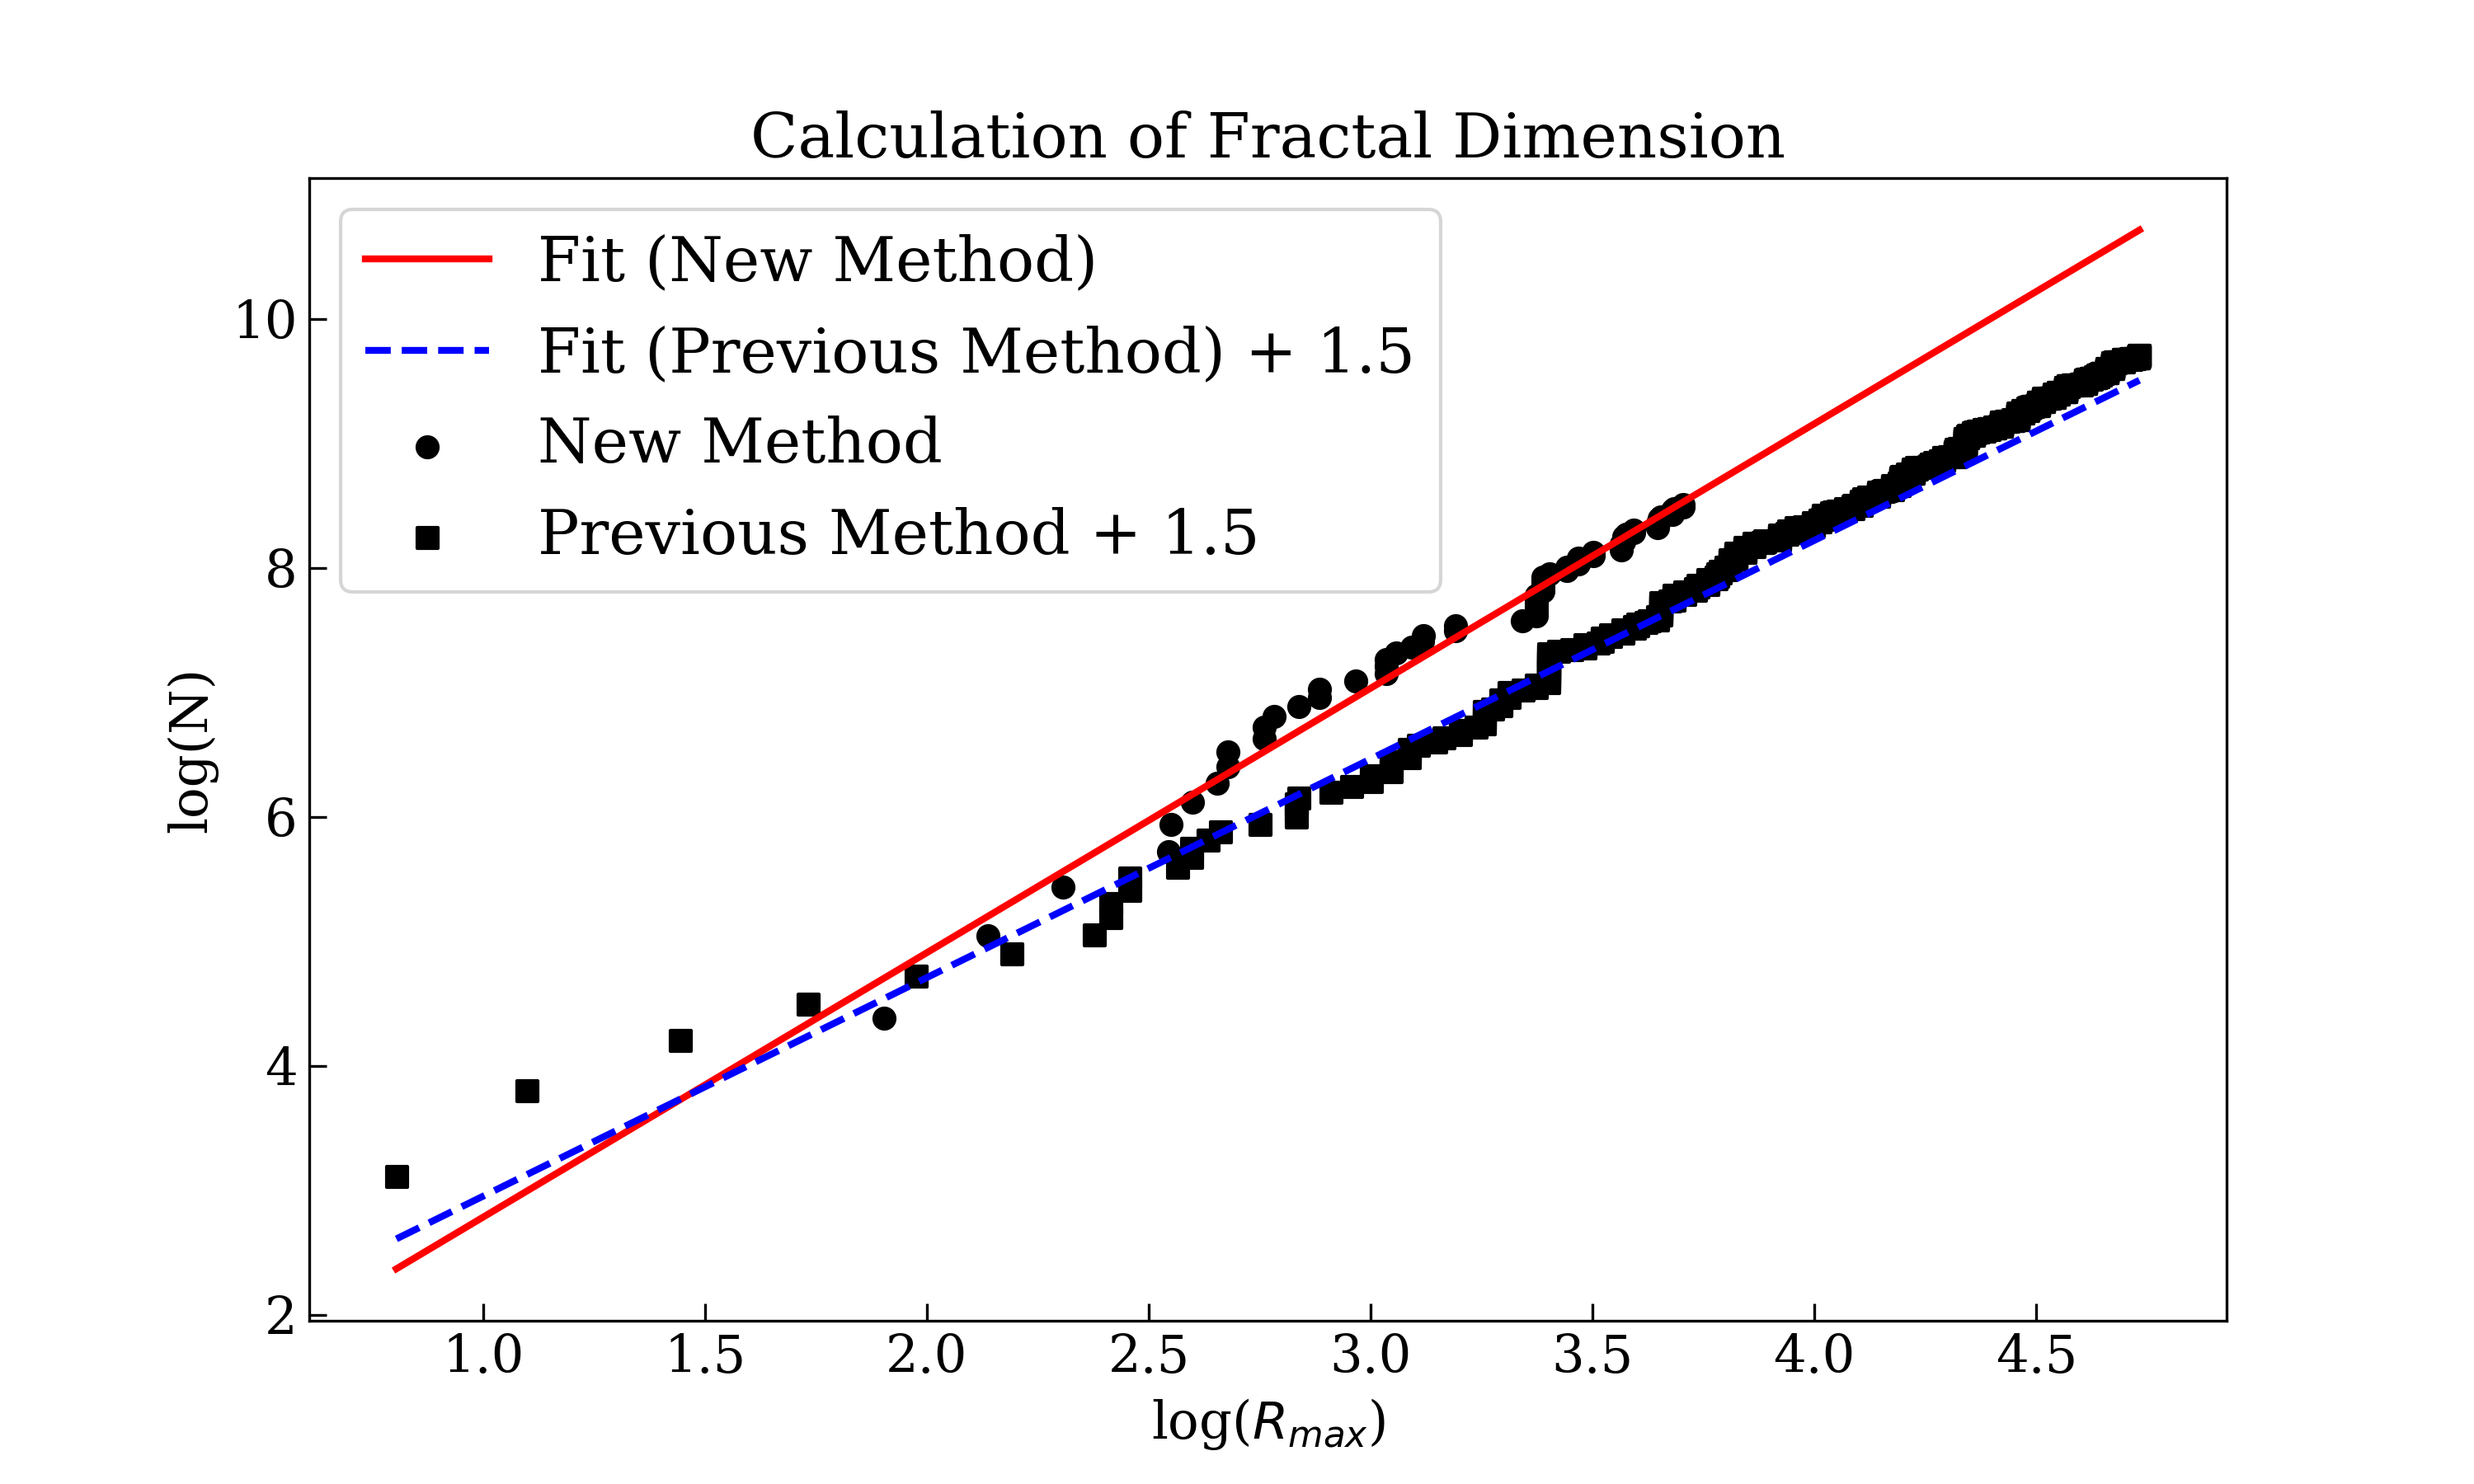 Calculation of Fractal Dimension
Fit (New Method)
Fit (Previous Method) + 1.5
New Method
Previous Method + 1.5
10
8
6
4
2
log(N)
1.0 1.5 2.0 2.5 3.0 3.5 4.0 4.5
log(R_max)